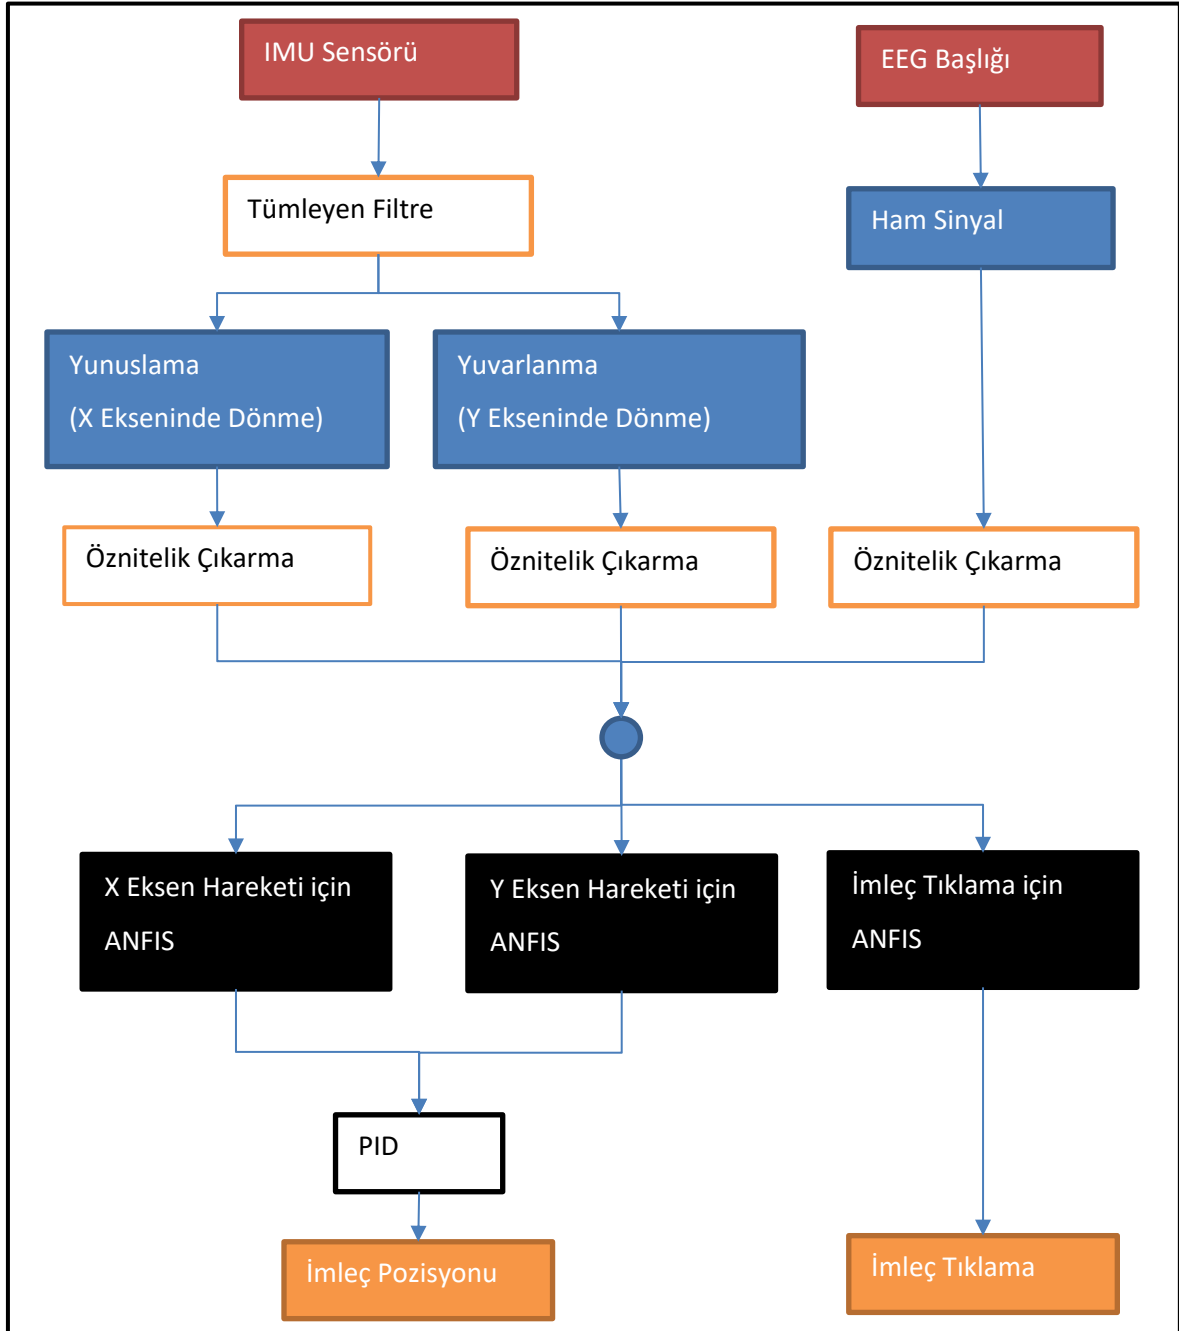 IMU Sensörü
EEG Başlığı
Tümleyen Filtre
Ham Sinyal
Yunuslama
(X Ekseninde Dönme)
Yuvarlanma
(Y Ekseninde Dönme)
Öznitelik Çıkarma
Öznitelik Çıkarma
Öznitelik Çıkarma
X Eksen Hareketi için
ANFIS
Y Eksen Hareketi için
ANFIS
İmleç Tıklama için
ANFIS
PID
İmleç Pozisyonu
İmleç Tıklama